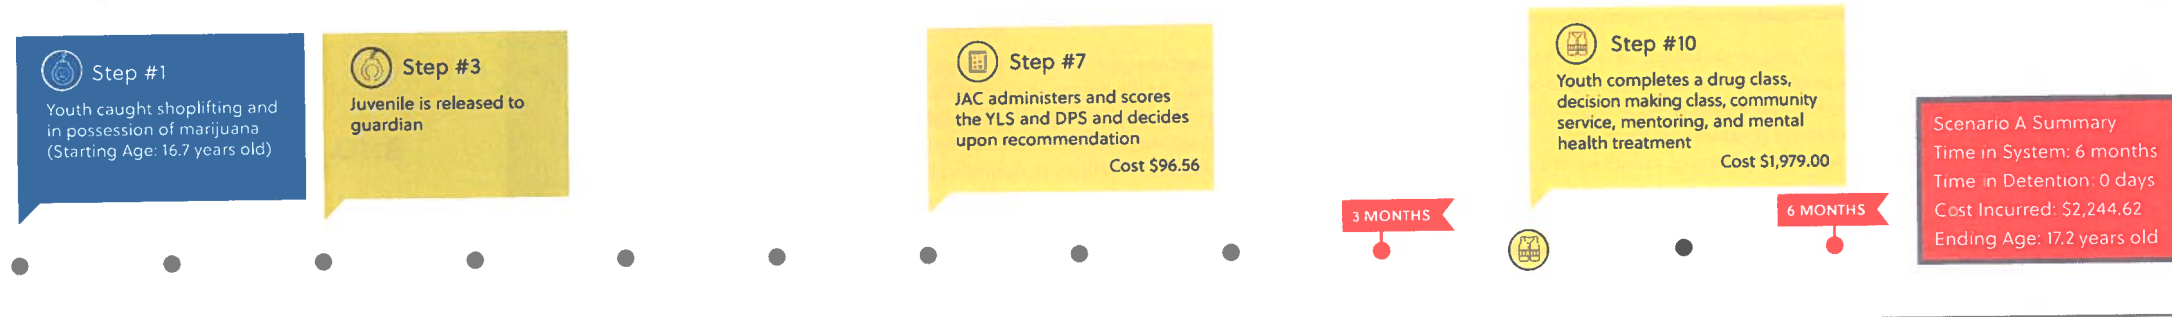 Step #1
Youth caught shoplifting and
in possession of marijuana
(Starting Age: 16.7 years old)
Step #3
Juvenile is released to
guardian
Step #7
JAC administers and scores
the YLS and DPS and decides
upon recommendation
Cost $96.56
3 MONTHS
Step #10
Youth completes a drug class,
decision making class, community
service, mentoring, and mental
health treatment
Cost $1,979.00
6 MONTHS
Scenario A Summary
Time in System: 6 months
Time in Detention: 0 days
Cost Incurred: $2,244.62
Ending Age: 17.2 years old